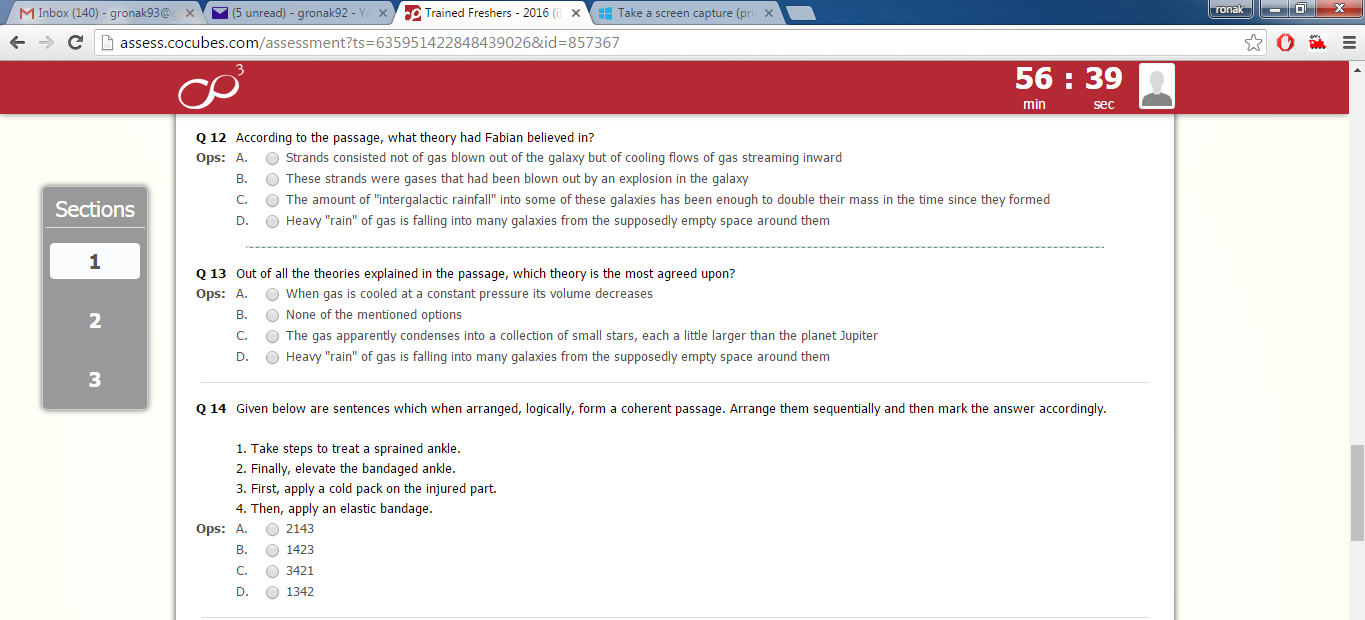 Inbox (140) - gronak93@g
(5 unread) - gronak92 - Ya
Trained Freshers - 2016 (i)
Take a screen capture (pri
ronak
assess.cocubes.com/assessment?ts=635951422848439026&id=857367
3
56 : 39
min sec
Sections
1
2
3
Q 12 According to the passage, what theory had Fabian believed in?
Ops: A. Strands consisted not of gas blown out of the galaxy but of cooling flows of gas streaming inward
B. These strands were gases that had been blown out by an explosion in the galaxy
C. The amount of "intergalactic rainfall" into some of these galaxies has been enough to double their mass in the time since they formed
D. Heavy "rain" of gas is falling into many galaxies from the supposedly empty space around them
Q 13 Out of all the theories explained in the passage, which theory is the most agreed upon?
Ops: A. When gas is cooled at a constant pressure its volume decreases
B. None of the mentioned options
C. The gas apparently condenses into a collection of small stars, each a little larger than the planet Jupiter
D. Heavy "rain" of gas is falling into many galaxies from the supposedly empty space around them
Q 14 Given below are sentences which when arranged, logically, form a coherent passage. Arrange them sequentially and then mark the answer accordingly.
1. Take steps to treat a sprained ankle.
2. Finally, elevate the bandaged ankle.
3. First, apply a cold pack on the injured part.
4. Then, apply an elastic bandage.
Ops: A. 2143
B. 1423
C. 3421
D. 1342